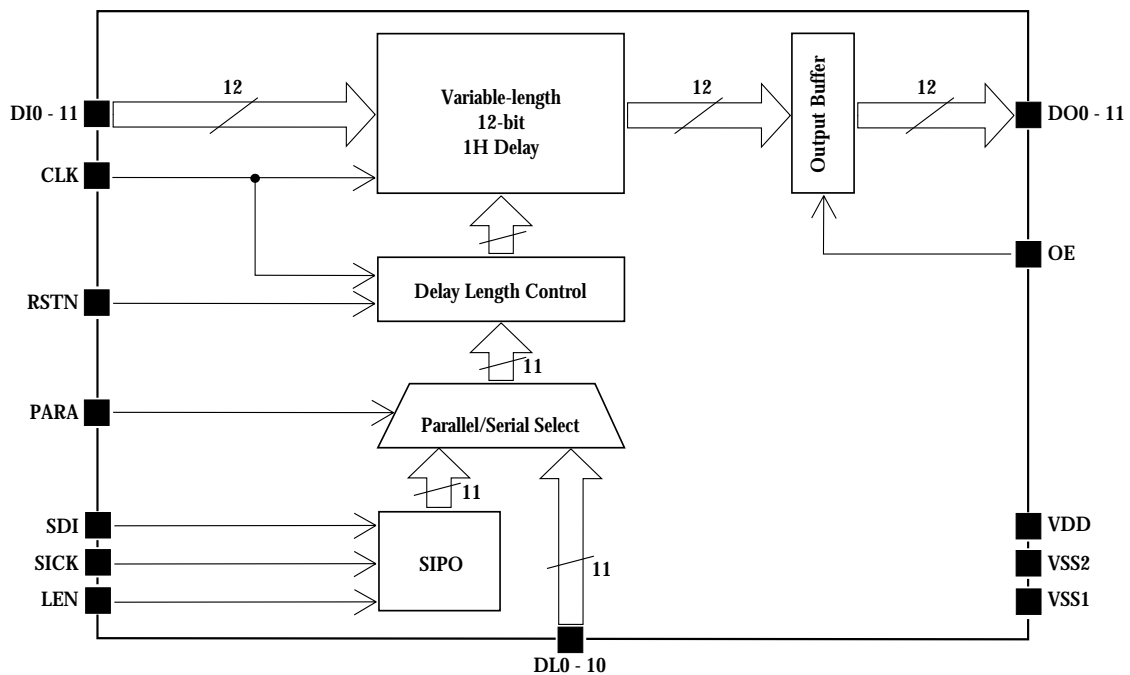 12
12
12
DI0 - 11
Variable-length
12-bit
1H Delay
Output Buffer
DO0 - 11
CLK
OE
RSTN
Delay Length Control
11
PARA
Parallel/Serial Select
11
SDI
SICK
LEN
SIPO
11
VDD
VSS2
VSS1
DL0 - 10